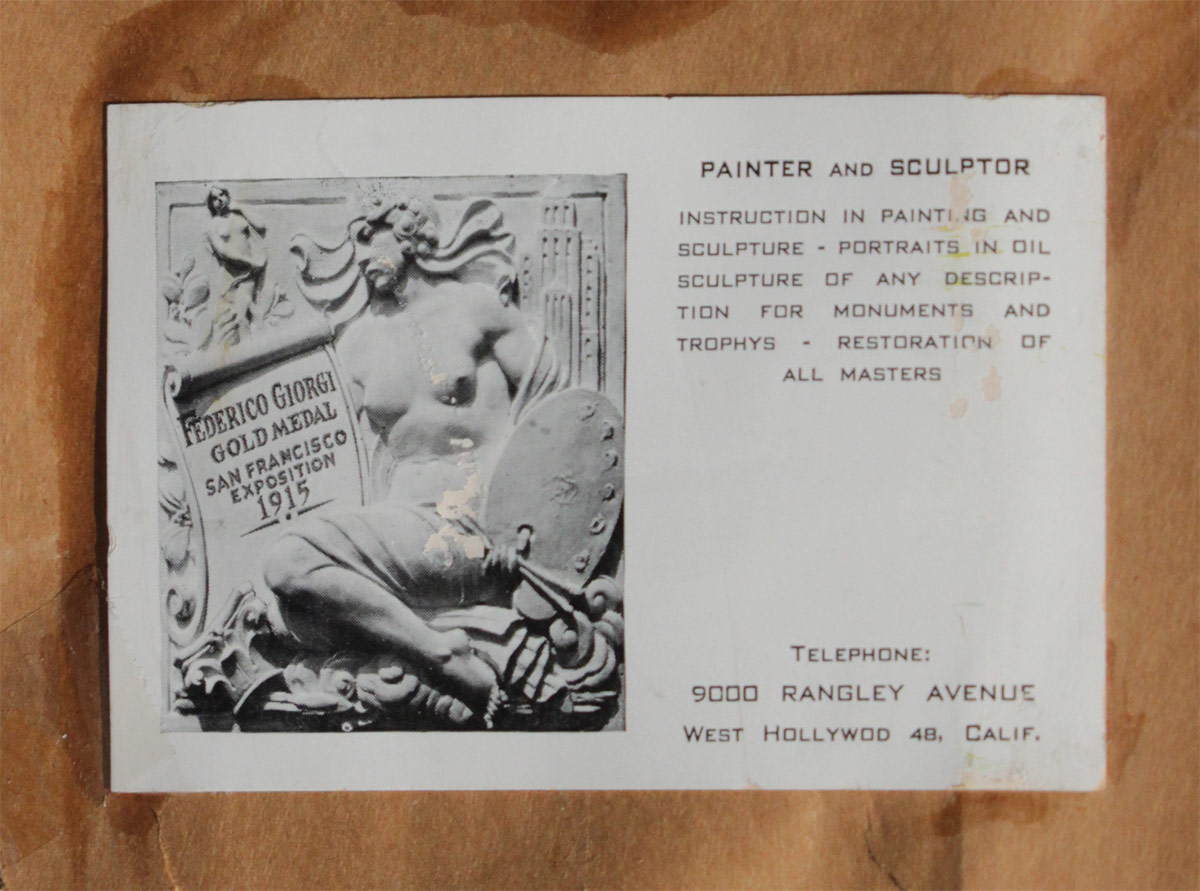 FEDERICO GIORGI
GOLD MEDAL
SAN FRANCISCO
EXPOSITION
1915
PAINTER AND SCULPTOR
INSTRUCTION IN PAINTING AND
SCULPTURE - PORTRAITS IN OIL
SCULPTURE OF ANY DESCRIP-
TION FOR MONUMENTS AND
TROPHYS - RESTORATION OF
ALL MASTERS
TELEPHONE:
9000 RANGLEY AVENUE
WEST HOLLYWOD 48, CALIF.